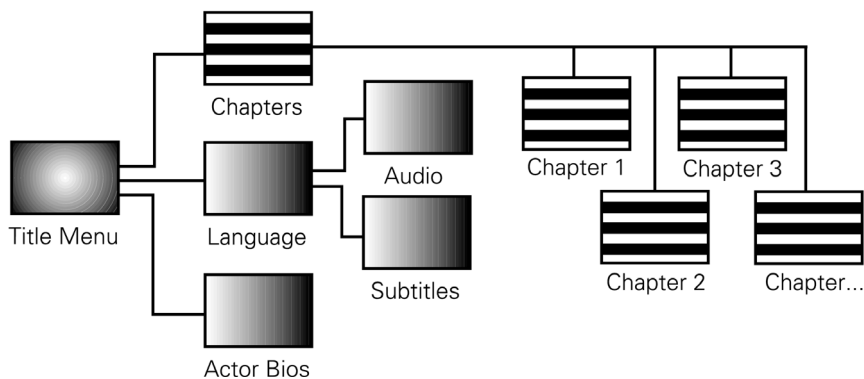 Chapters
Audio
Chapter 1
Chapter 3
Title Menu
Language
Subtitles
Chapter 2
Chapter...
Actor Bios